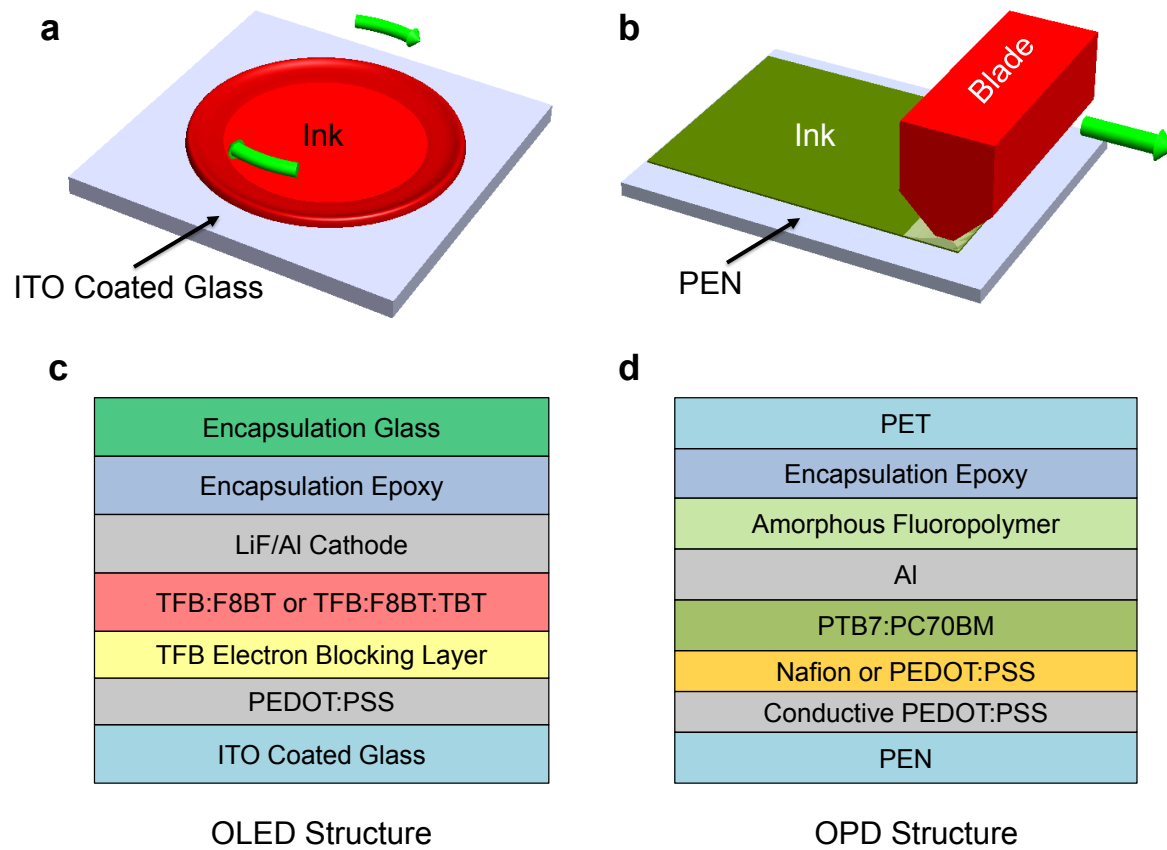 a
Ink
ITO Coated Glass
b
Blade
Ink
PEN
c
Encapsulation Glass
Encapsulation Epoxy
LiF/Al Cathode
TFB:F8BT or TFB:F8BT:TBT
TFB Electron Blocking Layer
PEDOT:PSS
ITO Coated Glass
OLED Structure
d
PET
Encapsulation Epoxy
Amorphous Fluoropolymer
Al
PTB7:PC70BM
Nafion or PEDOT:PSS
Conductive PEDOT:PSS
PEN
OPD Structure